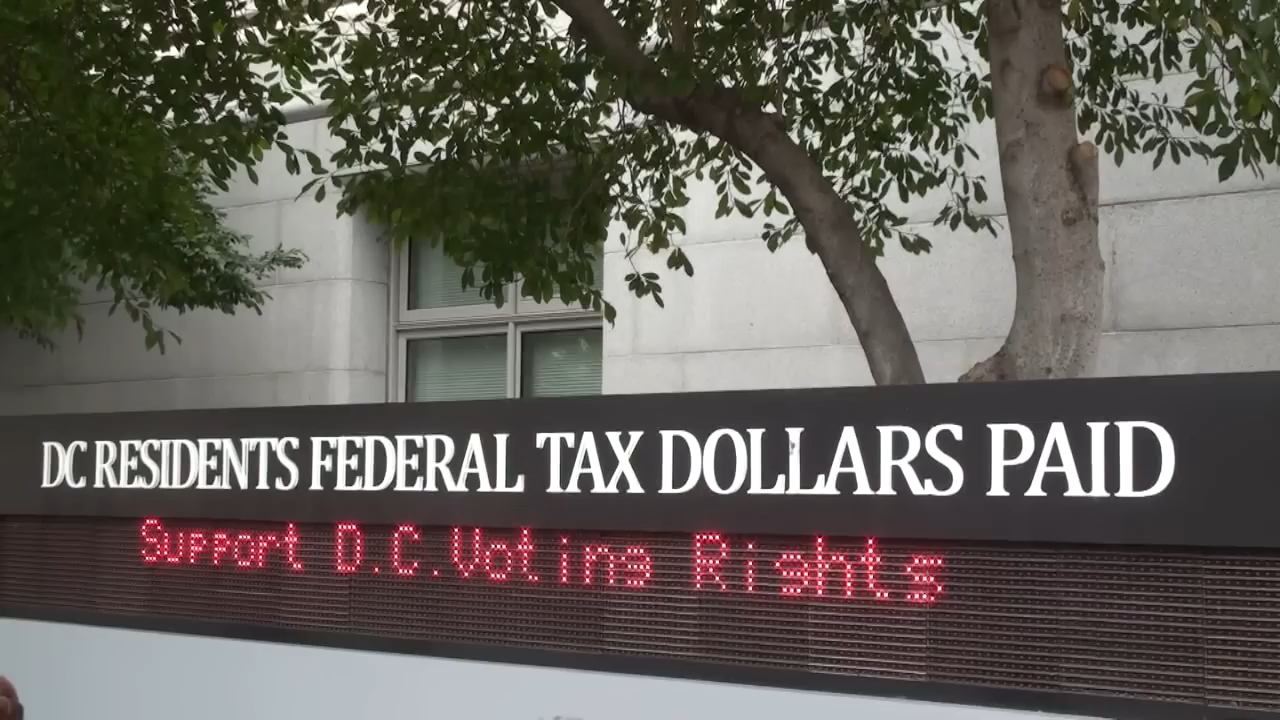 DC RESIDENTS FEDERAL TAX DOLLARS PAID
Support D.C.Voting Rights